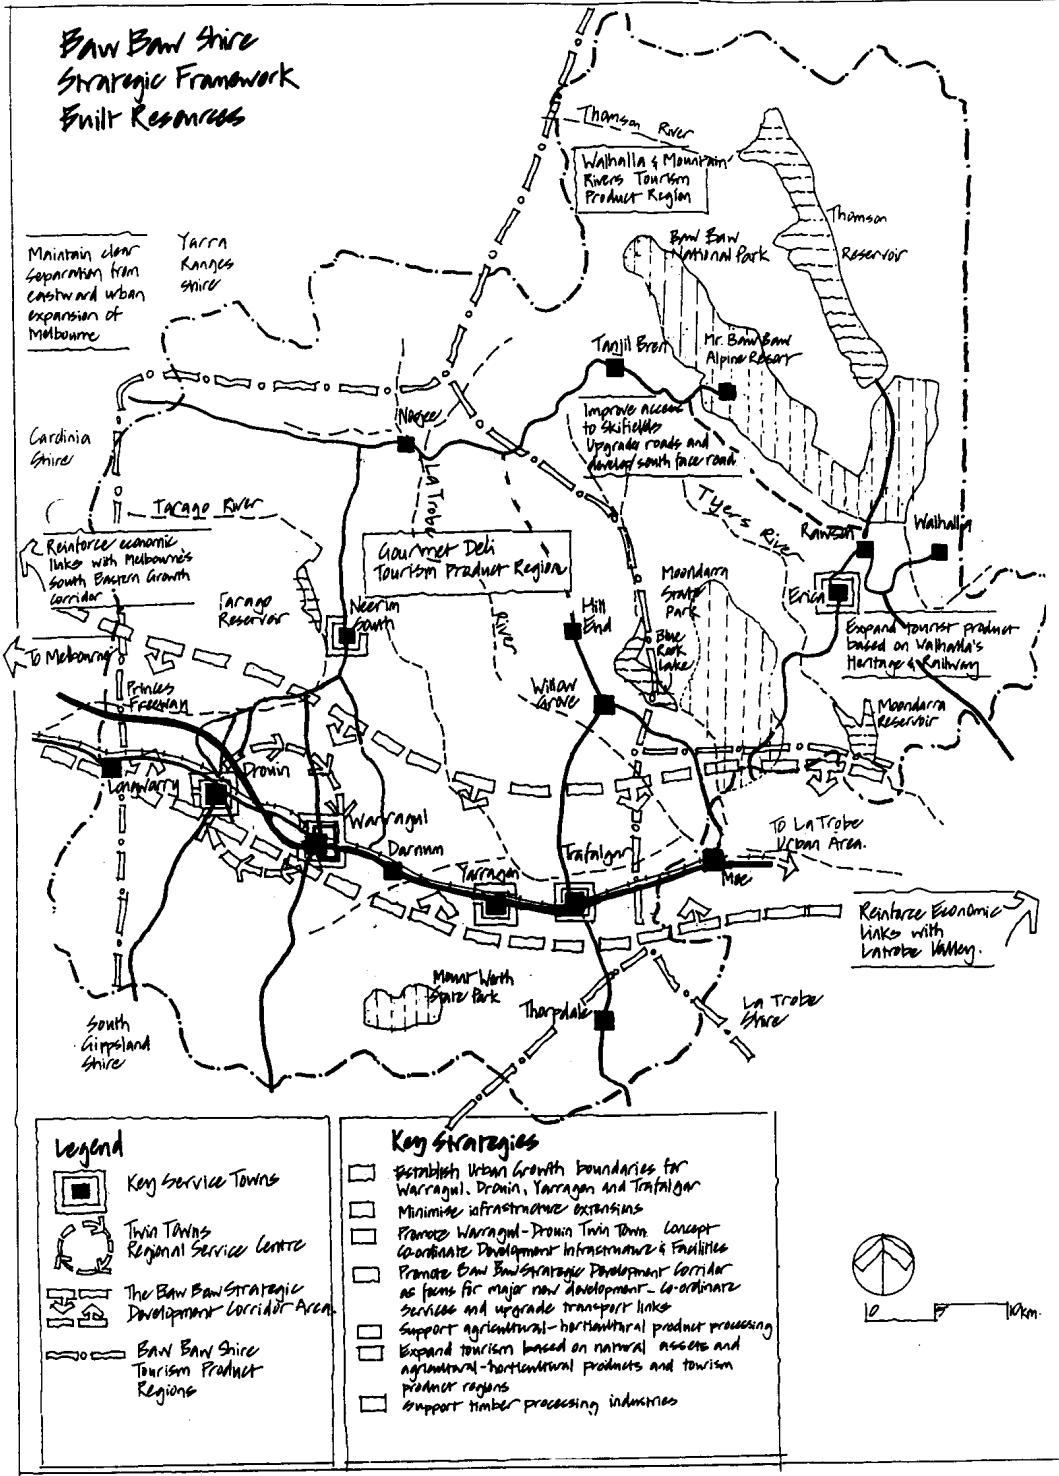 Baw Baw Shire
Strategic Framework
Built Resources
Thomson River
Walhalla & Mountain
Rivers Tourism
Product Region
Thomson
Reservoir
Maintain clear
separation from
eastward urban
expansion of
Melbourne
Yarra
Ranges
Shire
Baw Baw
National Park
Tanjil Bren
Mt. Baw Baw
Alpine Resort
Improve access
to skifields
Upgrade roads and
develop south face road
Noojee
Cardinia
Shire
La Trobe
River
Tarago River
Tyers River
Rawson
Walhalla
Reinforce economic
links with Melbourne's
South Eastern Growth
Corridor
Gourmet Deli
Tourism Product Region
Tarago
Reservoir
Neerim
South
Hill
End
Moondarra
State
Park
Blue
Rock
Lake
Erica
Expand tourist product
based on Walhalla's
Heritage & Railway
To Melbourne
Princes
Freeway
Willow
Grove
Moondarra
Reservoir
Longwarry
Drouin
Warragul
Darnum
Yarragon
Trafalgar
Moe
To La Trobe
Urban Area.
Reinforce Economic
Links with
Latrobe Valley.
Mount Worth
State Park
Thorpdale
La Trobe
Shire
South
Gippsland
Shire
Legend
Key Service Towns
Twin Towns
Regional Service Centre
The Baw Baw Strategic
Development Corridor Area.
Baw Baw Shire
Tourism Product
Regions
Key Strategies
Establish Urban Growth boundaries for
Warragul, Drouin, Yarragon and Trafalgar
Minimise infrastructure extensions
Promote Warragul-Drouin Twin Town Concept
Co-ordinate Development Infrastructure & Facilities
Promote Baw Baw Strategic Development Corridor
as focus for major new development - co-ordinate
services and upgrade transport links
Support agricultural-horticultural product processing
Expand tourism based on natural assets and
agricultural-horticultural products and tourism
product regions
Support timber processing industries
0 5 10km.